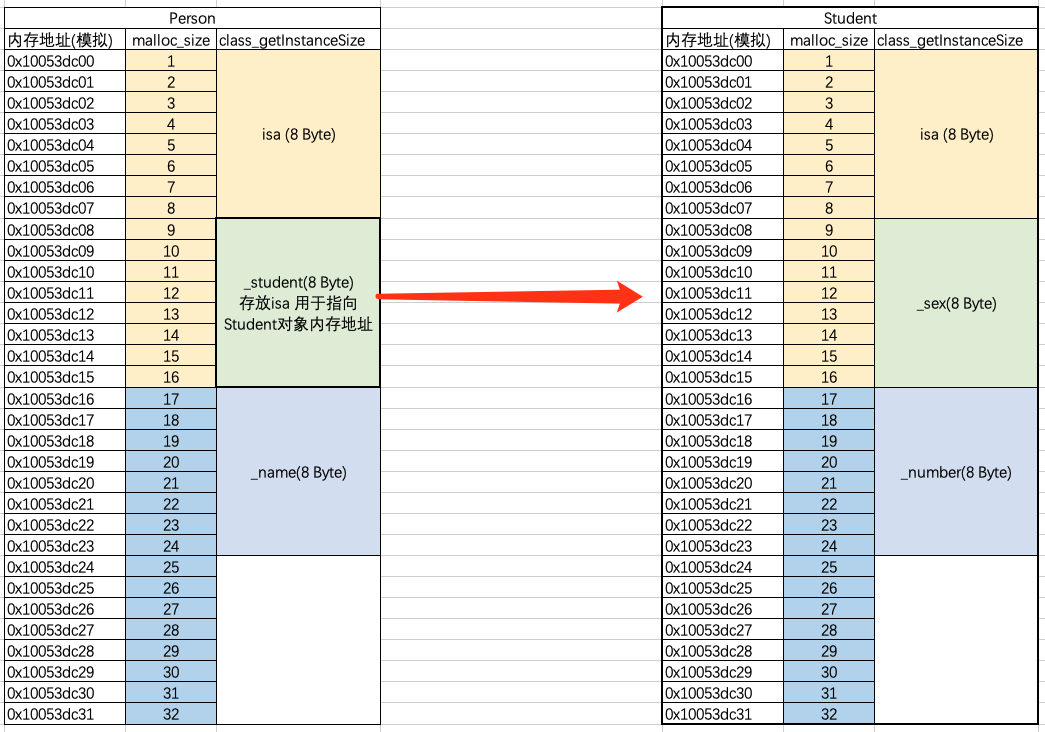 Person
Student
内存地址(模拟) malloc_size class_getInstanceSize
内存地址(模拟) malloc_size class_getInstanceSize
0x10053dc00 1
0x10053dc01 2
0x10053dc02 3
0x10053dc03 4
0x10053dc04 5
0x10053dc05 6
0x10053dc06 7
0x10053dc07 8
isa (8 Byte)
0x10053dc08 9
0x10053dc09 10
0x10053dc10 11
0x10053dc11 12
0x10053dc12 13
0x10053dc13 14
0x10053dc14 15
0x10053dc15 16
_student(8 Byte)
存放isa 用于指向
Student对象内存地址
0x10053dc16 17
0x10053dc17 18
0x10053dc18 19
0x10053dc19 20
0x10053dc20 21
0x10053dc21 22
0x10053dc22 23
0x10053dc23 24
_name(8 Byte)
0x10053dc24 25
0x10053dc25 26
0x10053dc26 27
0x10053dc27 28
0x10053dc28 29
0x10053dc29 30
0x10053dc30 31
0x10053dc31 32
0x10053dc00 1
0x10053dc01 2
0x10053dc02 3
0x10053dc03 4
0x10053dc04 5
0x10053dc05 6
0x10053dc06 7
0x10053dc07 8
isa (8 Byte)
0x10053dc08 9
0x10053dc09 10
0x10053dc10 11
0x10053dc11 12
0x10053dc12 13
0x10053dc13 14
0x10053dc14 15
0x10053dc15 16
_sex(8 Byte)
0x10053dc16 17
0x10053dc17 18
0x10053dc18 19
0x10053dc19 20
0x10053dc20 21
0x10053dc21 22
0x10053dc22 23
0x10053dc23 24
_number(8 Byte)
0x10053dc24 25
0x10053dc25 26
0x10053dc26 27
0x10053dc27 28
0x10053dc28 29
0x10053dc29 30
0x10053dc30 31
0x10053dc31 32